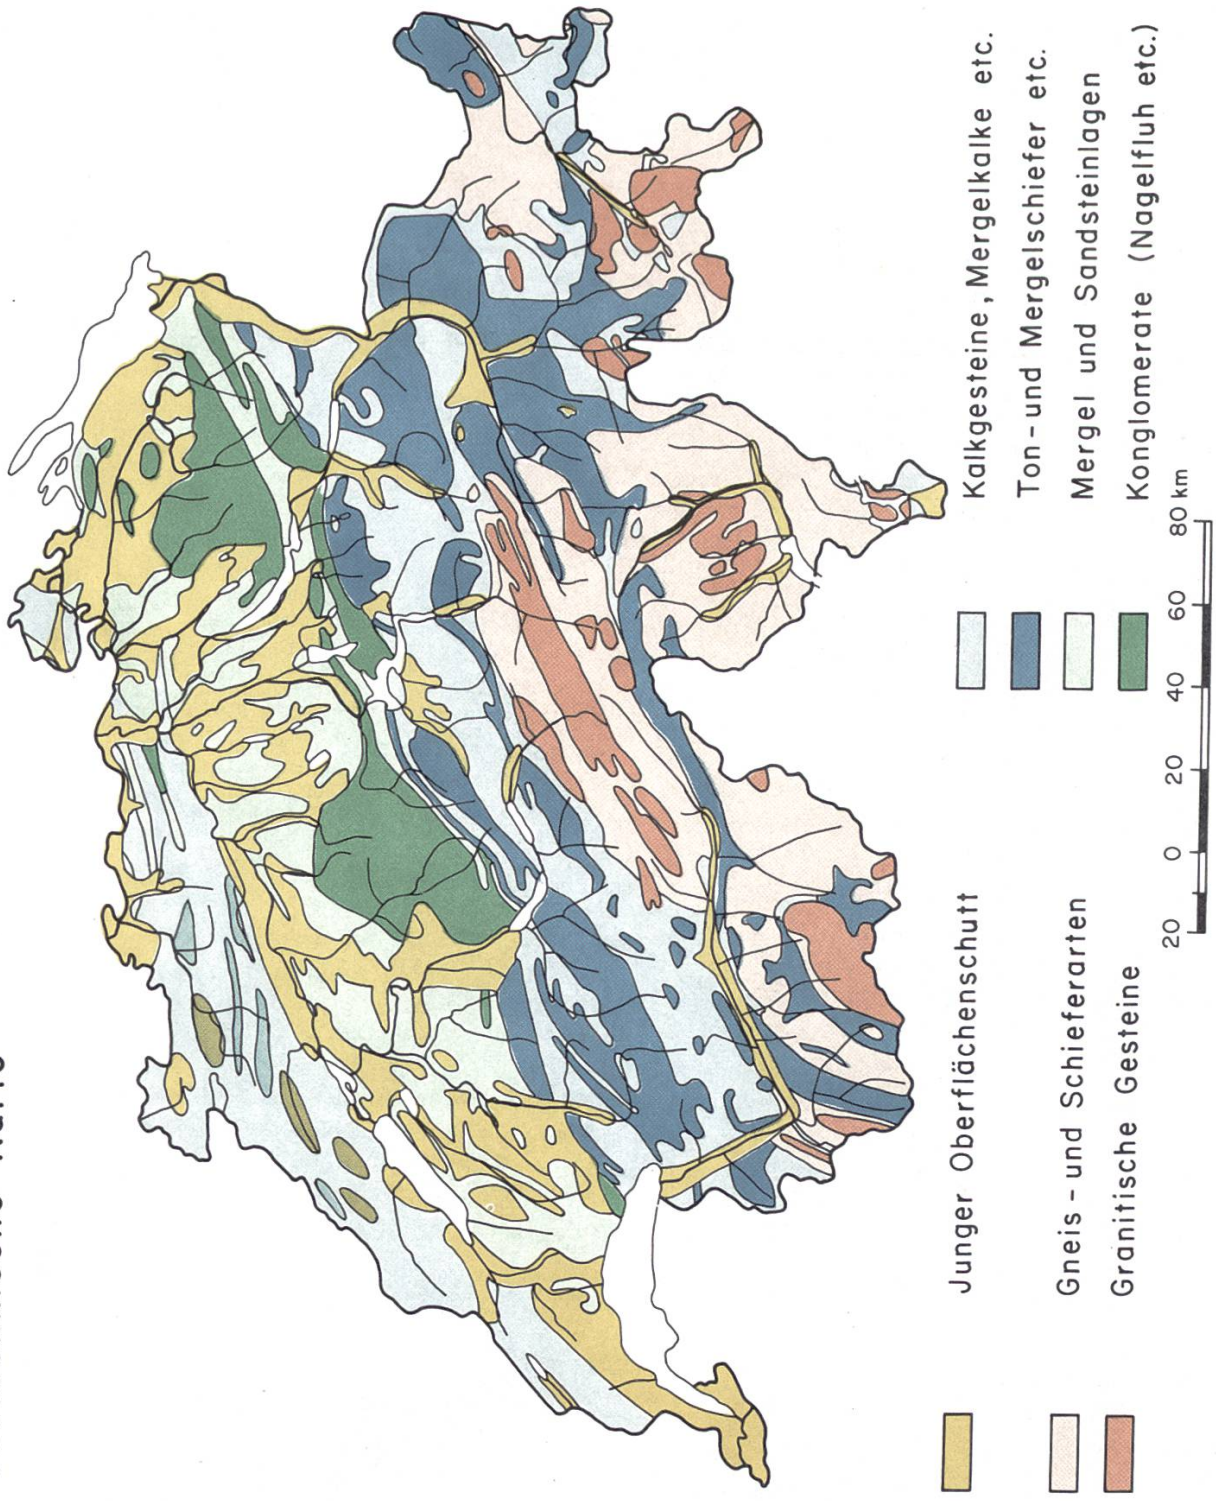 Junger Oberflächenschutt
Gneis- und Schieferarten
Granitische Gesteine
Kalkgesteine, Mergelkalke etc.
Ton- und Mergelschiefer etc.
Mergel und Sandsteinlagen
Konglomerate (Nagelfluh etc.)
20 0 20 40 60 80 km